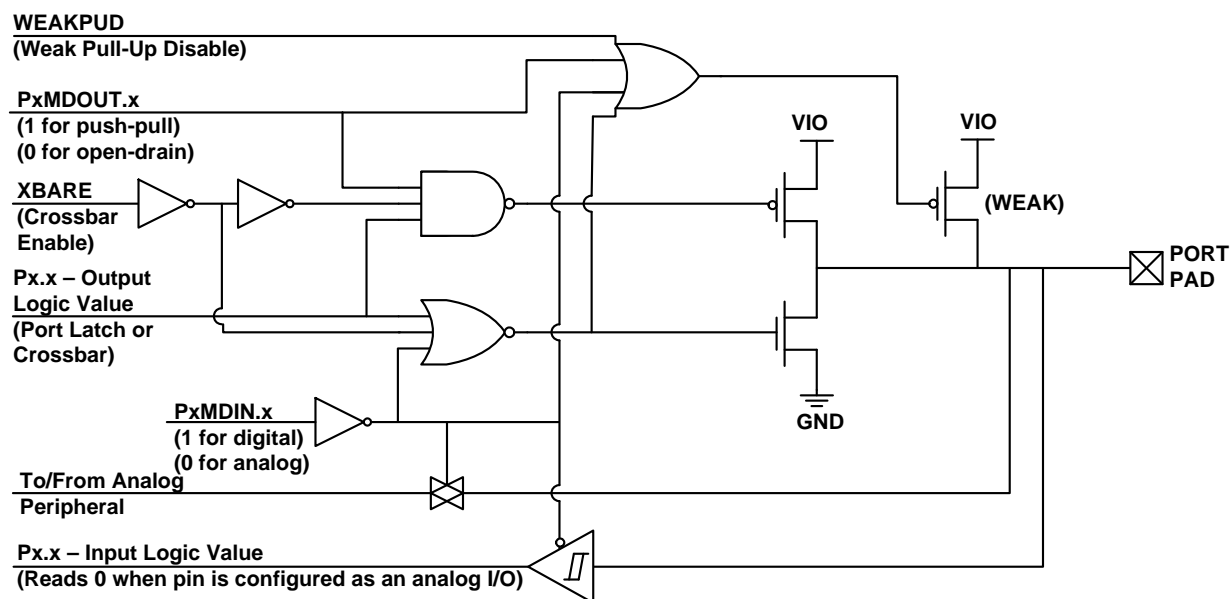 WEAKPUD
(Weak Pull-Up Disable)
PxMDOUT.x
(1 for push-pull)
(0 for open-drain)
XBARE
(Crossbar
Enable)
Px.x – Output
Logic Value
(Port Latch or
Crossbar)
PxMDIN.x
(1 for digital)
(0 for analog)
To/From Analog
Peripheral
Px.x – Input Logic Value
(Reads 0 when pin is configured as an analog I/O)
VIO
VIO
(WEAK)
GND
PORT
PAD